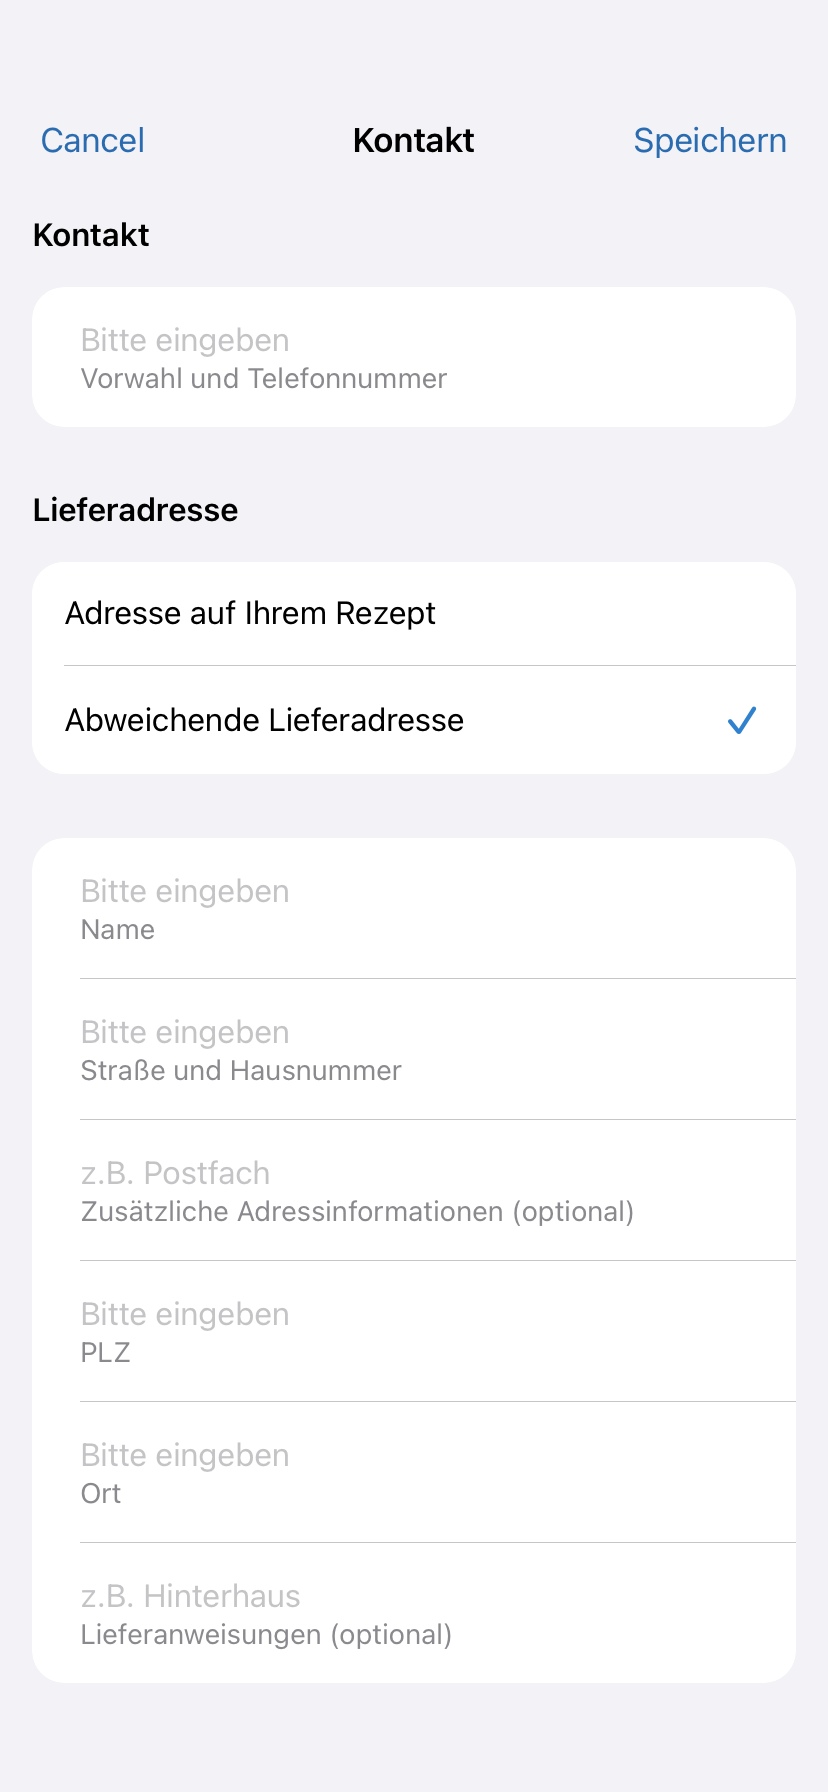 Cancel
Kontakt
Speichern
Kontakt
Bitte eingeben
Vorwahl und Telefonnummer
Lieferadresse
Adresse auf Ihrem Rezept
Abweichende Lieferadresse
Bitte eingeben
Name
Bitte eingeben
Straße und Hausnummer
z.B. Postfach
Zusätzliche Adressinformationen (optional)
Bitte eingeben
PLZ
Bitte eingeben
Ort
z.B. Hinterhaus
Lieferanweisungen (optional)